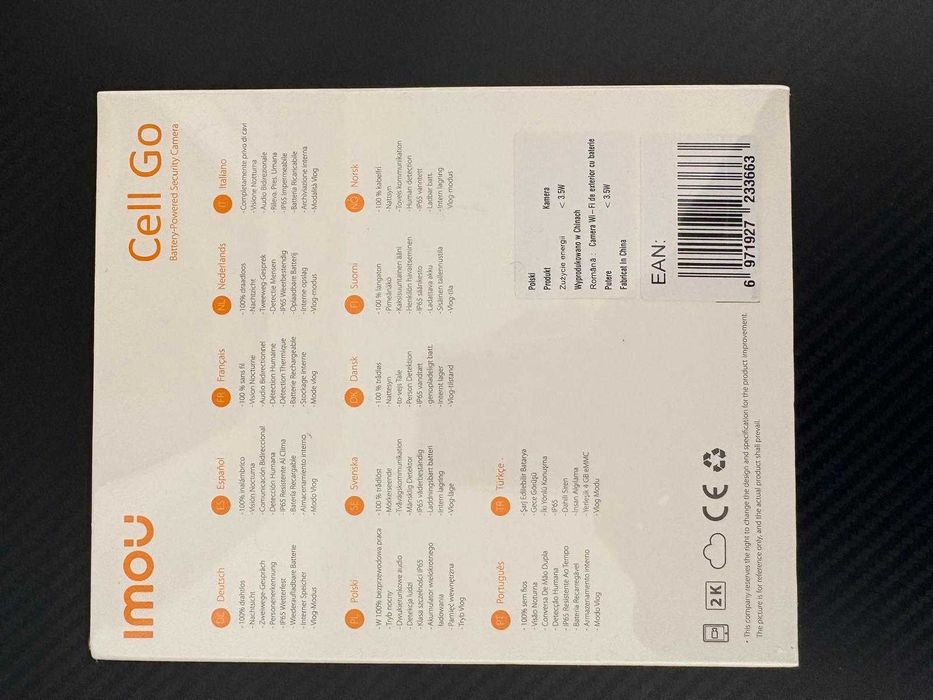 imou
Cell Go
Battery-Powered Security Camera
DE Deutsch
- 100% drahtlos
- Nachtsicht
- Zweiwege-Gespräch
- Personenerkennung
- IP65 Wetterfest
- Wiederaufladbare Batterie
- Internet Speicher
- Vlog-Modus
ES Español
- 100% inalámbrico
- Visión Nocturna
- Comunicación Bidireccional
- Detección Humana
- IP65 Resistente Al Clima
- Batería Recargable
- Almacenamiento interno
- Modo Vlog
FR Français
- 100 % sans fil
- Vision Nocturne
- Audio Bidirectionnel
- Détection Humaine
- Détection Thermique
- Batterie Rechargeable
- Stockage Interne
- Mode vlog
NL Nederlands
- 100% draadloos
- Nachtzicht
- Tweeweg-Gesprek
- Detectie Mensen
- IP65 Weerbestendig
- Oplaadbare Batterij
- Interne opslag
- Vlog-modus
IT Italiano
- Completamente privo di cavi
- Visione Notturna
- Audio Bidirezionale
- Rileva. Pres. Umana
- IP65 Impermeabile
- Batteria Ricaricabile
- Archiviazione Interna
- Modalità Vlog
PL Polski
- W 100% bezprzewodowa praca
- Tryb nocny
- Dwukierunkowe audio
- Detekcja ludzi
- Klasa szczelności IP65
- Akumulator wielokrotnego
ładowania
- Pamięć wewnętrzna
- Tryb Vlog
SE Svenska
- 100 % trådlöst
- Mörkerseende
- Tvåvägskommunikation
- Mänsklig Detektor
- IP65 väderbeständig
- Laddningsbart batteri
- Intern lagring
- Vlog-läge
DK Dansk
- 100 % trådløs
- Nattesyn
- to-vejs Tale
- Person Detektion
- IP65 vandtæt
- genopladeligt batt.
- Internt lager
- Vlog-tilstand
FI Suomi
- 100 % langaton
- Pimeänäkö
- Kaksisuuntainen ääni
- Henkilön havaitseminen
- IP65 säänkesto
- Ladattava akku
- Sisäinen tallennustila
- Vlog-tila
NO Norsk
- 100 % kabelfri
- Nattsyn
- Toveis kommunikation
- Human detection
- IP65 vanntett
- Ladbar batt.
- Intern lagring
- Vlog-modus
PT Português
- 100% sem fios
- Visão Noturna
- Conversa De Mão Dupla
- Detecção Humana
- IP65 Resistente Ao Tempo
- Bateria Recarregável
- Armazenamento interno
- Modo Vlog
TR Türkçe
- Şarj Edilebilir Batarya
- Gece Görüşü
- İki Yönlü Konuşma
- IP65
- Dahili Siren
- İnsan Algılama
- Yerleşik 4 GB eMMC
- Vlog Modu
Polski
Produkt Kamera
Zużycie energii < 3.5W
Wyprodukowano w Chinach
Română : Camera Wi-Fi de exterior cu baterie
Putere < 3.5W
Fabricat în China
EAN:
6 971927 233663
2K CE
• This company reserves the right to change the design and specification for the product improvement.
The picture is for reference only, and the actual product shall prevail.